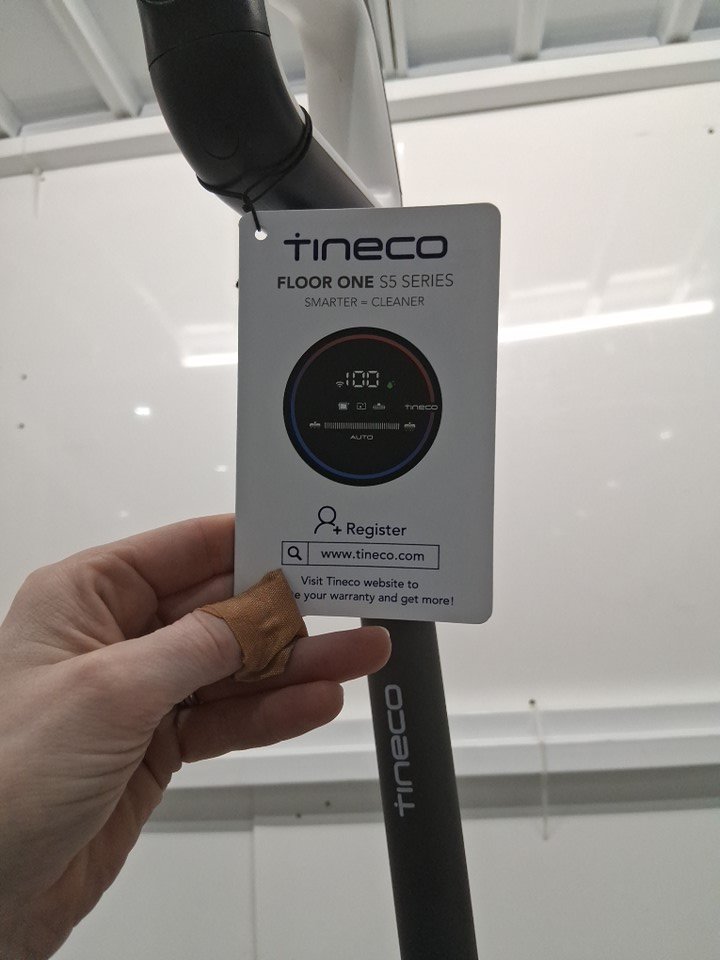 TINECO
FLOOR ONE S5 SERIES
SMARTER = CLEANER
100
TINECO
AUTO
Register
www.tineco.com
Visit Tineco website to
e your warranty and get more!
TINECO